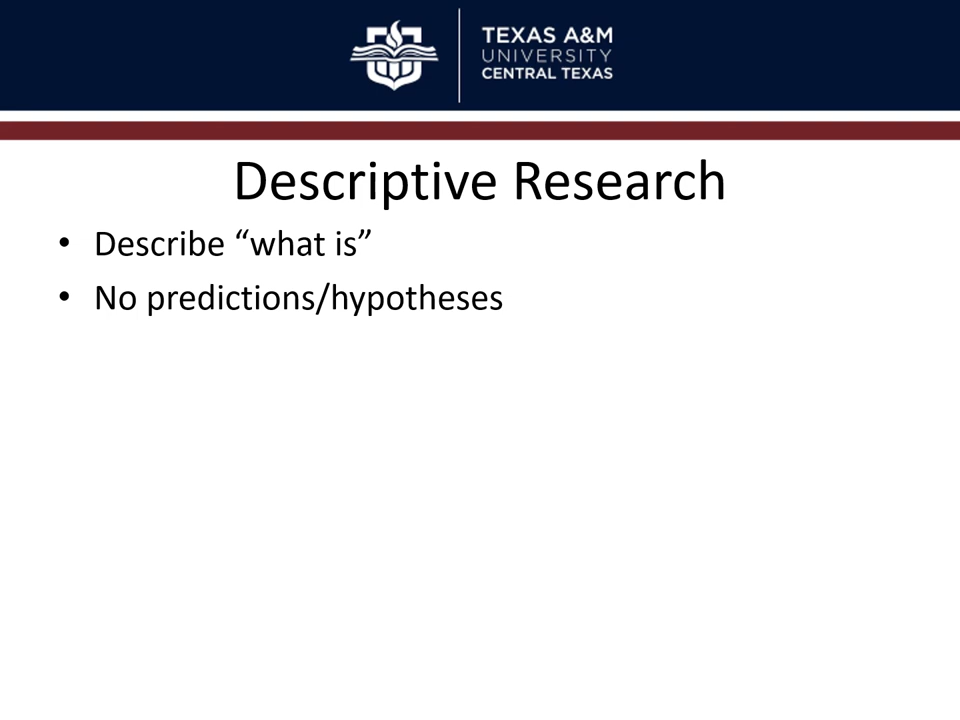 TEXAS A&M
UNIVERSITY
CENTRAL TEXAS
Descriptive Research
• Describe “what is”
• No predictions/hypotheses